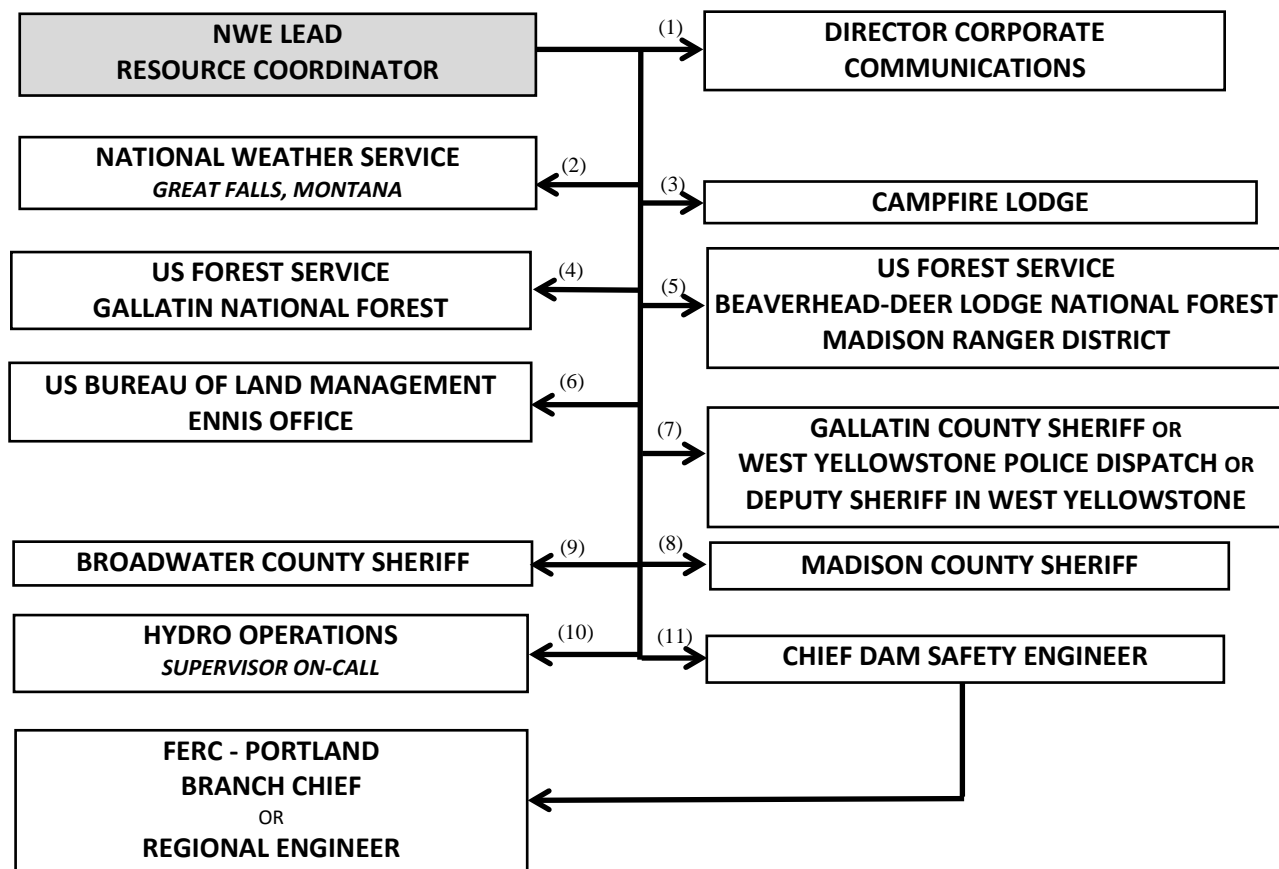 NWE LEAD
RESOURCE COORDINATOR
(1)
DIRECTOR CORPORATE
COMMUNICATIONS
NATIONAL WEATHER SERVICE
GREAT FALLS, MONTANA
(2)
(3)
CAMPFIRE LODGE
US FOREST SERVICE
GALLATIN NATIONAL FOREST
(4)
(5)
US FOREST SERVICE
BEAVERHEAD-DEER LODGE NATIONAL FOREST
MADISON RANGER DISTRICT
US BUREAU OF LAND MANAGEMENT
ENNIS OFFICE
(6)
(7)
GALLATIN COUNTY SHERIFF OR
WEST YELLOWSTONE POLICE DISPATCH OR
DEPUTY SHERIFF IN WEST YELLOWSTONE
BROADWATER COUNTY SHERIFF
(9)
(8)
MADISON COUNTY SHERIFF
HYDRO OPERATIONS
SUPERVISOR ON-CALL
(10)
(11)
CHIEF DAM SAFETY ENGINEER
FERC - PORTLAND
BRANCH CHIEF
OR
REGIONAL ENGINEER